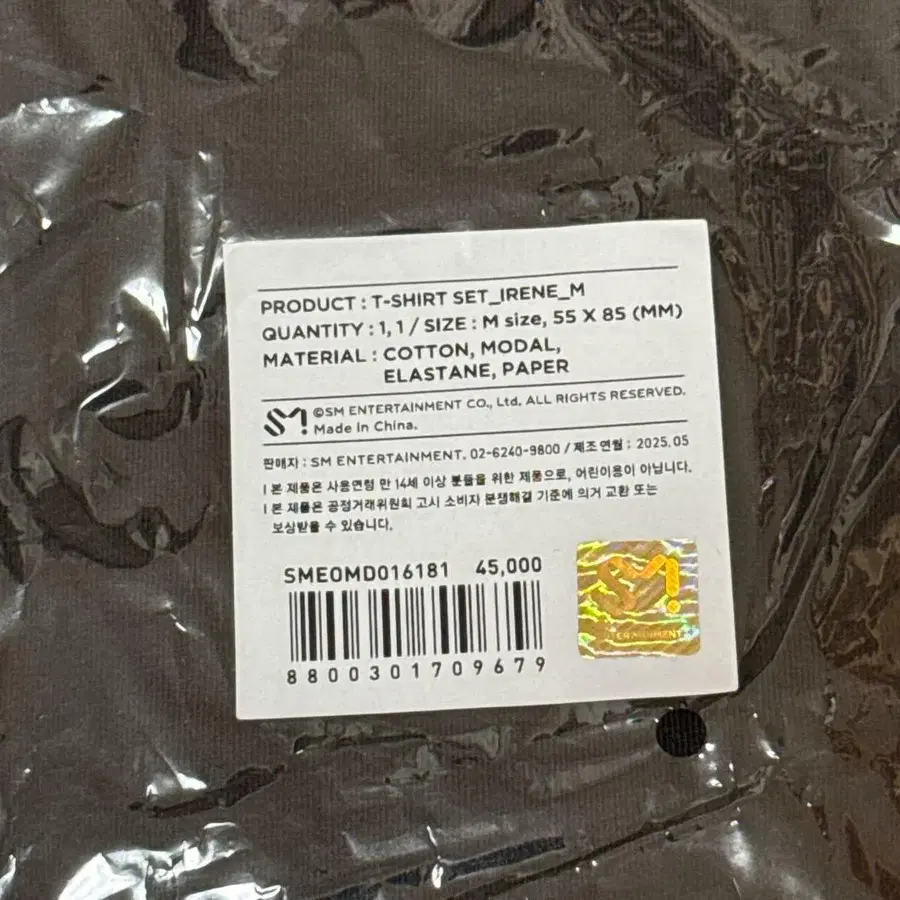 PRODUCT : T-SHIRT SET_IRENE_M
QUANTITY : 1, 1 / SIZE : M size, 55 X 85 (MM)
MATERIAL : COTTON, MODAL,
ELASTANE, PAPER
SM! ©SM ENTERTAINMENT CO., Ltd. ALL RIGHTS RESERVED.
Made in China.
판매자 : SM ENTERTAINMENT. 02-6240-9800 / 제조연월 : 2025.05
I 본 제품은 사용연령 만 14세 이상 분들을 위한 제품으로, 어린이용이 아닙니다.
I 본 제품은 공정거래위원회 고시 소비자 분쟁해결 기준에 의거 교환 또는
보상받을 수 있습니다.
SMEOMD016181 45,000
8800301709679
SM!
ENTERTAINMENT